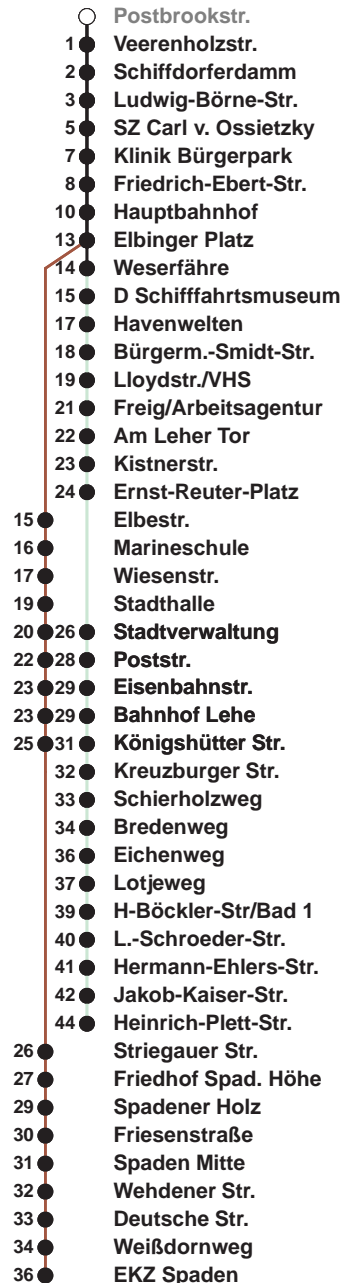 Postbrookstr.
1 Veerenholzstr.
2 Schiffdorferdamm
3 Ludwig-Börne-Str.
5 SZ Carl v. Ossietzky
7 Klinik Bürgerpark
8 Friedrich-Ebert-Str.
10 Hauptbahnhof
13 Elbinger Platz
14 Weserfähre
15 D Schifffahrtsmuseum
17 Havenwelten
18 Bürgerm.-Smidt-Str.
19 Lloydstr./VHS
21 Freig/Arbeitsagentur
22 Am Leher Tor
23 Kistnerstr.
24 Ernst-Reuter-Platz
15 Elbestr.
16 Marineschule
17 Wiesenstr.
19 Stadthalle
20 26 Stadtverwaltung
22 28 Poststr.
23 29 Eisenbahnstr.
23 29 Bahnhof Lehe
25 31 Königshütter Str.
32 Kreuzburger Str.
33 Schierholzweg
34 Bredenweg
36 Eichenweg
37 Lotjeweg
39 H-Böckler-Str/Bad 1
40 L.-Schroeder-Str.
41 Hermann-Ehlers-Str.
42 Jakob-Kaiser-Str.
44 Heinrich-Plett-Str.
26 Striegauer Str.
27 Friedhof Spad. Höhe
29 Spadener Holz
30 Friesenstraße
31 Spaden Mitte
32 Wehdener Str.
33 Deutsche Str.
34 Weißdornweg
36 EKZ Spaden